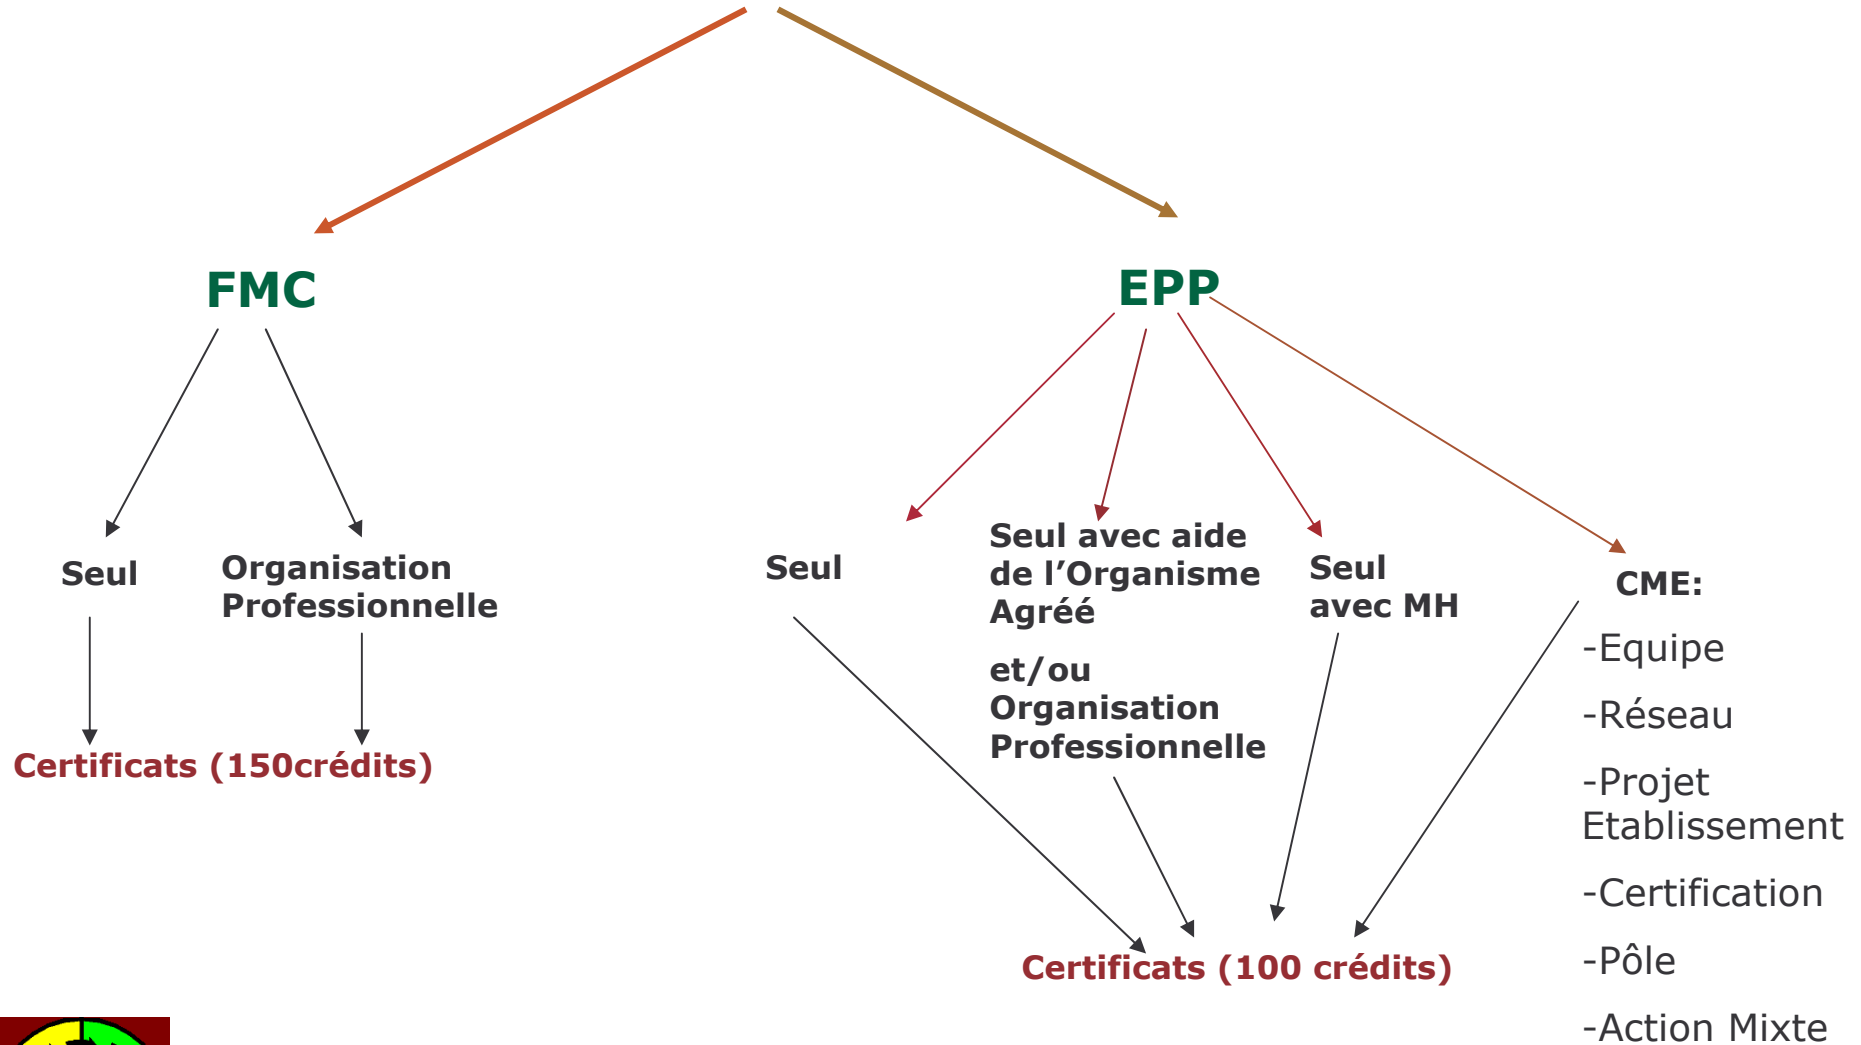 FMC
EPP
Seul
Organisation
Professionnelle
Certificats (150crédits)
Seul
Seul avec aide
de l’Organisme
Agréé
et/ou
Organisation
Professionnelle
Seul
avec MH
CME:
-Equipe
-Réseau
-Projet
Etablissement
-Certification
-Pôle
-Action Mixte
Certificats (100 crédits)